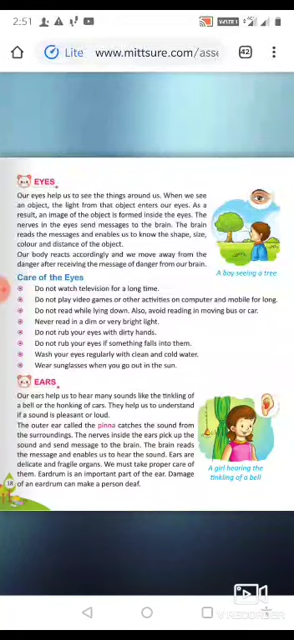 2:51
42
Lite www.mittsure.com/asse
EYES
Our eyes help us to see the things around us. When we see
an object, the light from that object enters our eyes. As a
result, an image of the object is formed inside the eyes. The
nerves in the eyes send messages to the brain. The brain
reads the messages and enables us to know the shape, size,
colour and distance of the object.
Our body reacts accordingly and we move away from the
danger after receiving the message of danger from our brain.
A boy seeing a tree
Care of the Eyes
Do not watch television for a long time.
Do not play video games or other activities on computer and mobile for long.
Do not read while lying down. Also, avoid reading in moving bus or car.
Never read in a dim or very bright light.
Do not rub your eyes with dirty hands.
Do not rub your eyes if something falls into them.
Wash your eyes regularly with clean and cold water.
Wear sunglasses when you go out in the sun.
EARS
Our ears help us to hear many sounds like the tinkling of
a bell or the honking of cars. They help us to understand
if a sound is pleasant or loud.
The outer ear called the pinna catches the sound from
the surroundings. The nerves inside the ears pick up the
sound and send message to the brain. The brain reads
the message and enables us to hear the sound. Ears are
delicate and fragile organs. We must take proper care of
them. Eardrum is an important part of the ear. Damage
of an eardrum can make a person deaf.
A girl hearing the
tinkling of a bell
18